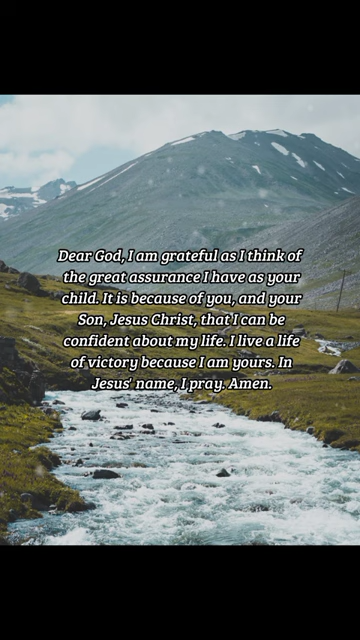 Dear God, I am grateful as I think of
the great assurance I have as your
child. It is because of you, and your
Son, Jesus Christ, that I can be
confident about my life. I live a life
of victory because I am yours. In
Jesus' name, I pray. Amen.